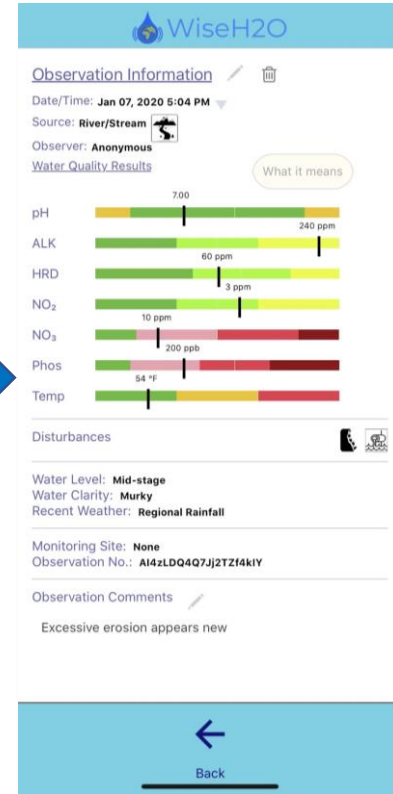 WiseH2O
Observation Information
Date/Time: Jan 07, 2020 5:04 PM
Source: River/Stream
Observer: Anonymous
Water Quality Results
What it means
7.00
pH
240 ppm
ALK
60 ppm
HRD
3 ppm
NO₂
10 ppm
NO₃
200 ppb
Phos
54 °F
Temp
Disturbances
Water Level: Mid-stage
Water Clarity: Murky
Recent Weather: Regional Rainfall
Monitoring Site: None
Observation No.: AI4zLDQ4Q7Jj2TZf4kIY
Observation Comments
Excessive erosion appears new
Back